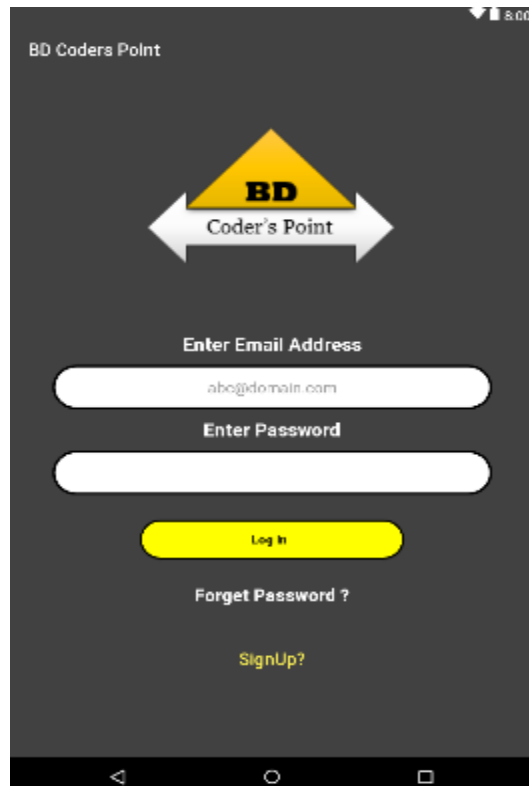 8:00
BD Coders Point
BD
Coder's Point
Enter Email Address
abc@domain.com
Enter Password
Log In
Forget Password ?
SignUp?